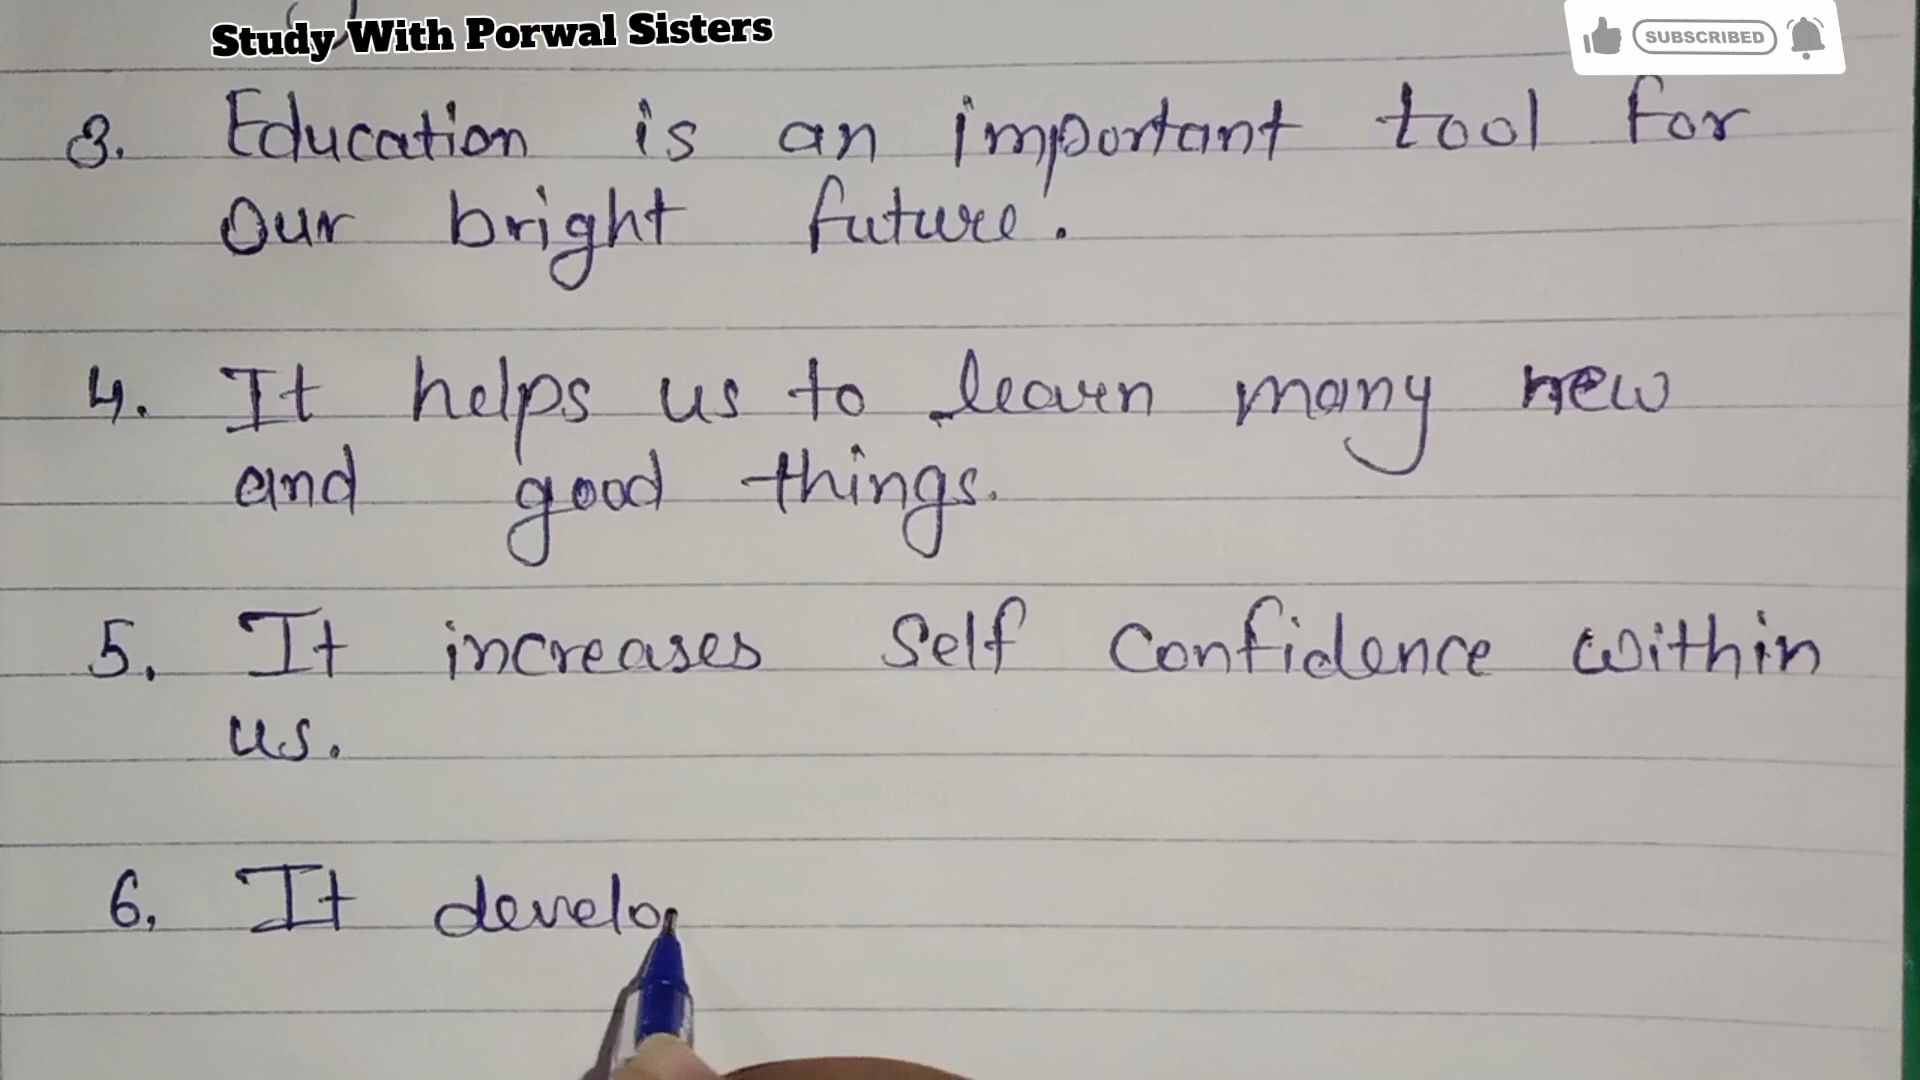 Study With Porwal Sisters
SUBSCRIBED
3. Education is an important tool for
our bright future.
4. It helps us to learn many new
and good things.
5. It increases Self Confidence within
us.
6. It develo